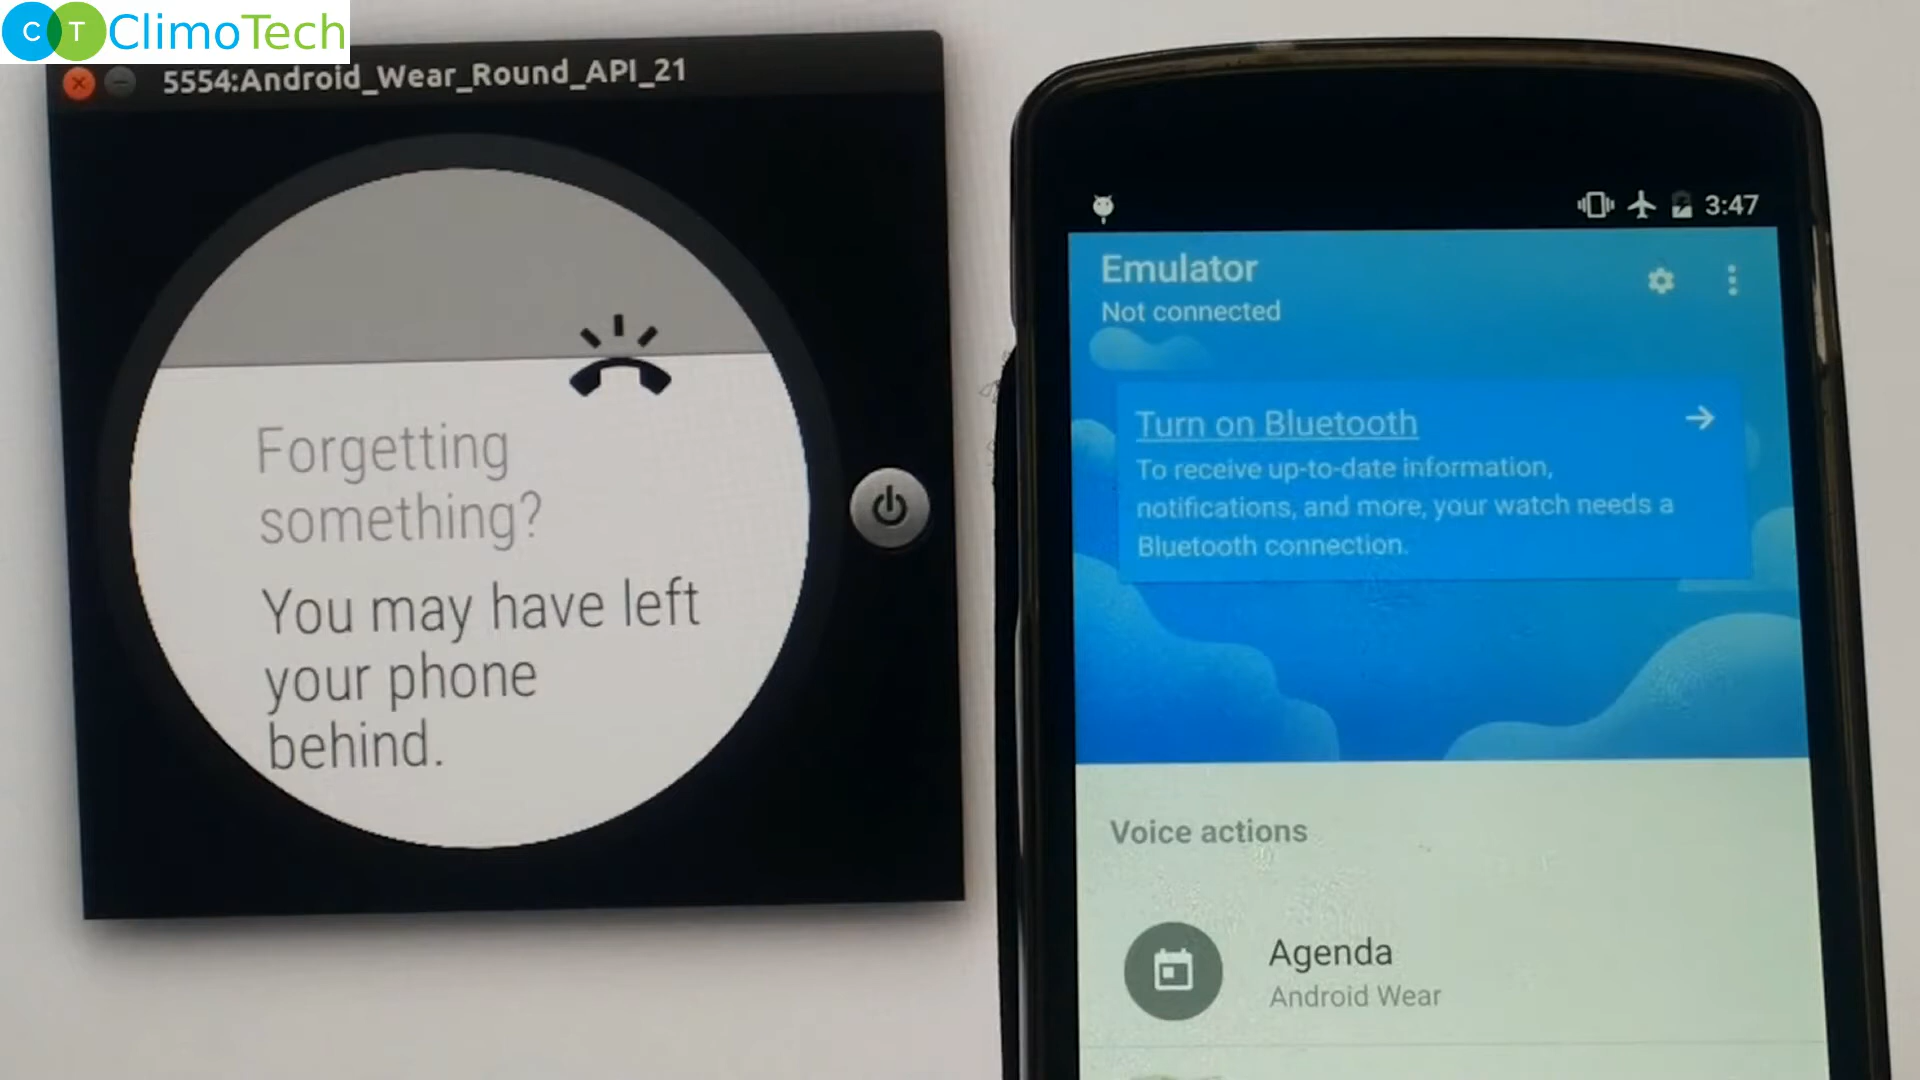 CT ClimoTech
5554:Android_Wear_Round_API_21
Forgetting
something?
You may have left
your phone
behind.
3:47
Emulator
Not connected
Turn on Bluetooth
To receive up-to-date information,
notifications, and more, your watch needs a
Bluetooth connection.
Voice actions
Agenda
Android Wear